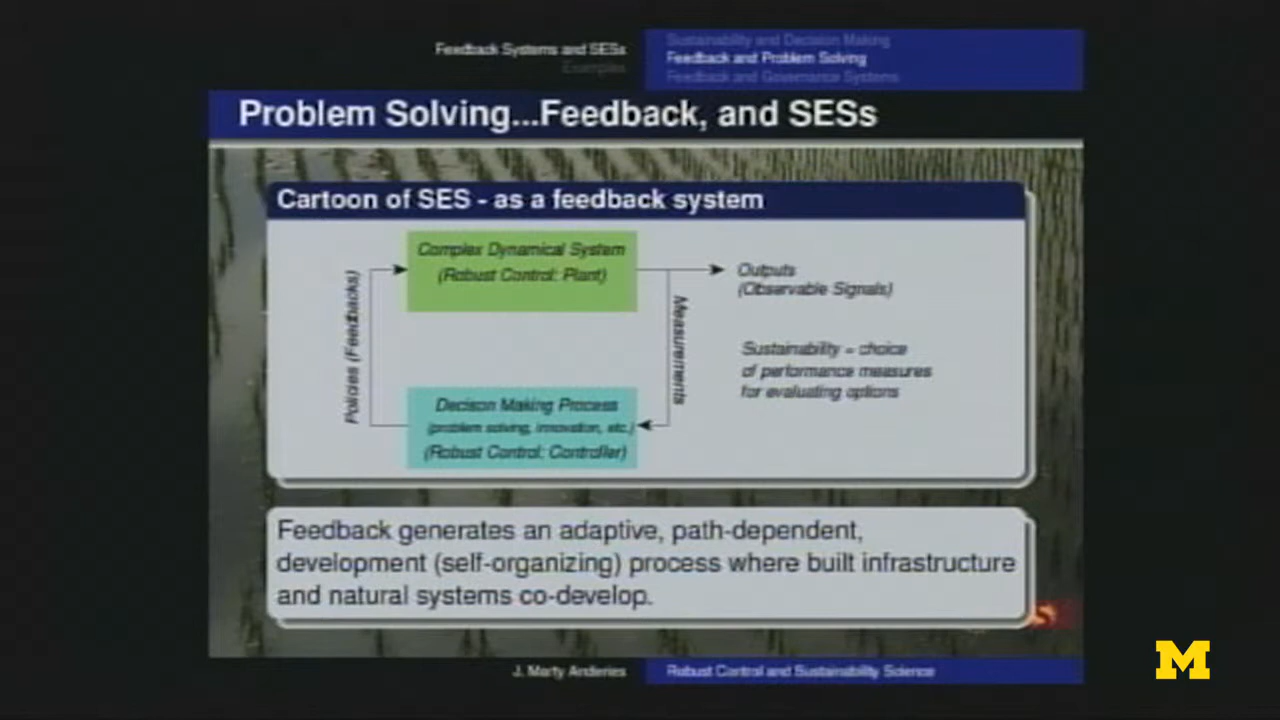 Feedback Systems and SESs
Examples
Sustainability and Decision Making
Feedback and Problem Solving
Feedback and Governance Systems
Problem Solving...Feedback, and SESs
Cartoon of SES - as a feedback system
Complex Dynamical System
(Robust Control: Plant)
Outputs
(Observable Signals)
Policies (Feedbacks)
Measurements
Sustainability – choice
of performance measures
for evaluating options
Decison Making Process
(problem solving, innovation, etc.)
(Robust Control: Controller)
Feedback generates an adaptive, path-dependent,
development (self-organizing) process where built infrastructure
and natural systems co-develop.
J. Marty Anderies
Robust Control and Sustainability Science
M